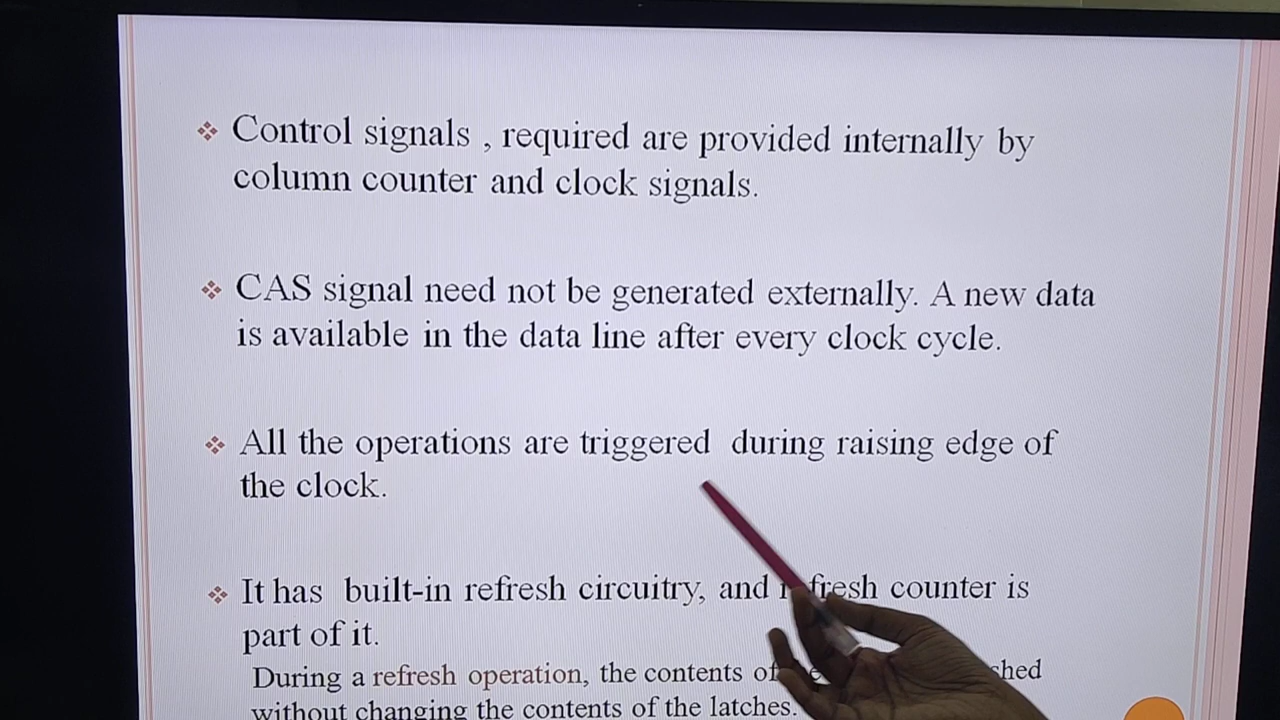 Control signals , required are provided internally by
column counter and clock signals.
CAS signal need not be generated externally. A new data
is available in the data line after every clock cycle.
All the operations are triggered during raising edge of
the clock.
It has built-in refresh circuitry, and counter is
part of it.
During a refresh operation, the contents of
without changing the contents of the latches.